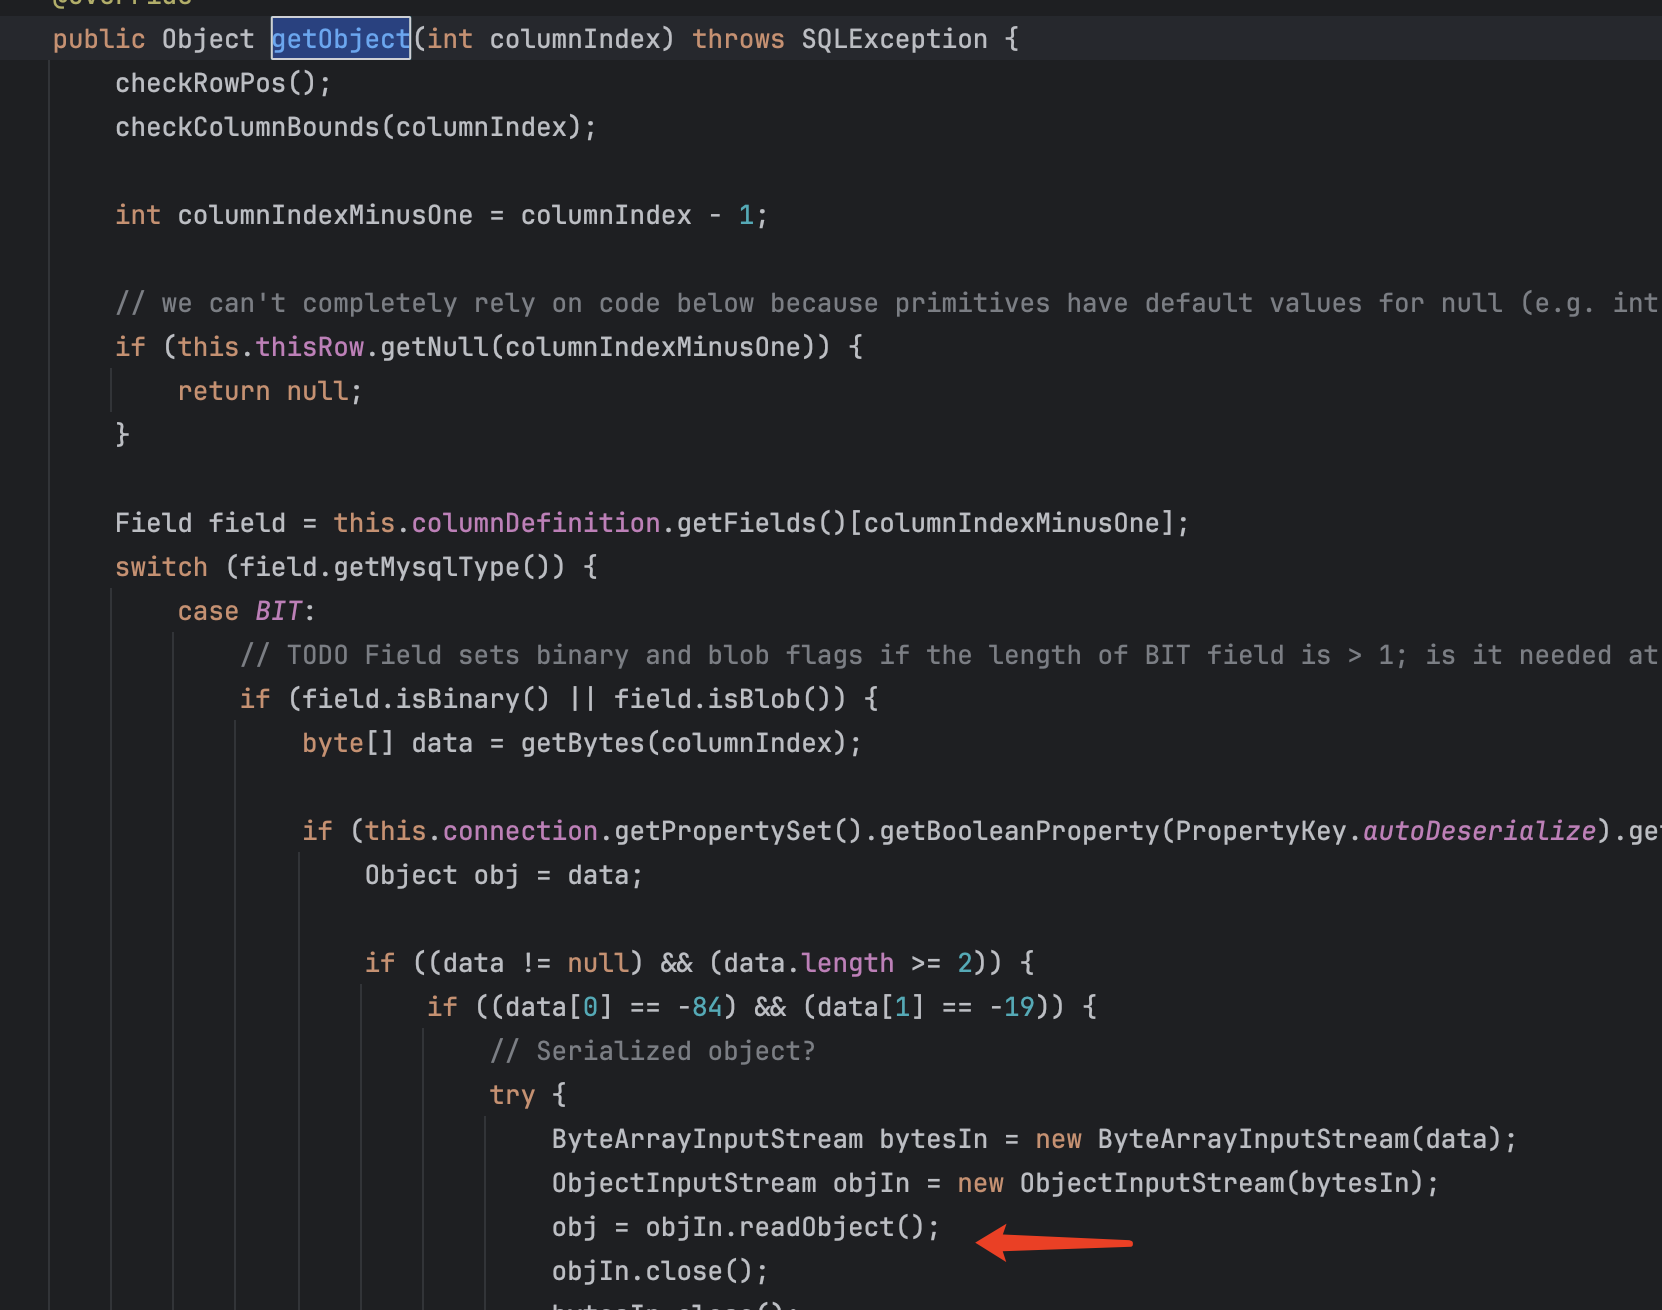 @Override
public Object getObject(int columnIndex) throws SQLException {
checkRowPos();
checkColumnBounds(columnIndex);
int columnIndexMinusOne = columnIndex - 1;
// we can't completely rely on code below because primitives have default values for null (e.g. int
if (this.thisRow.getNull(columnIndexMinusOne)) {
return null;
}
Field field = this.columnDefinition.getFields()[columnIndexMinusOne];
switch (field.getMysqlType()) {
case BIT:
// TODO Field sets binary and blob flags if the length of BIT field is > 1; is it needed at
if (field.isBinary() || field.isBlob()) {
byte[] data = getBytes(columnIndex);
if (this.connection.getPropertySet().getBooleanProperty(PropertyKey.autoDeserialize).ge
Object obj = data;
if ((data != null) && (data.length >= 2)) {
if ((data[0] == -84) && (data[1] == -19)) {
// Serialized object?
try {
ByteArrayInputStream bytesIn = new ByteArrayInputStream(data);
ObjectInputStream objIn = new ObjectInputStream(bytesIn);
obj = objIn.readObject();
objIn.close();
bytesIn.close();